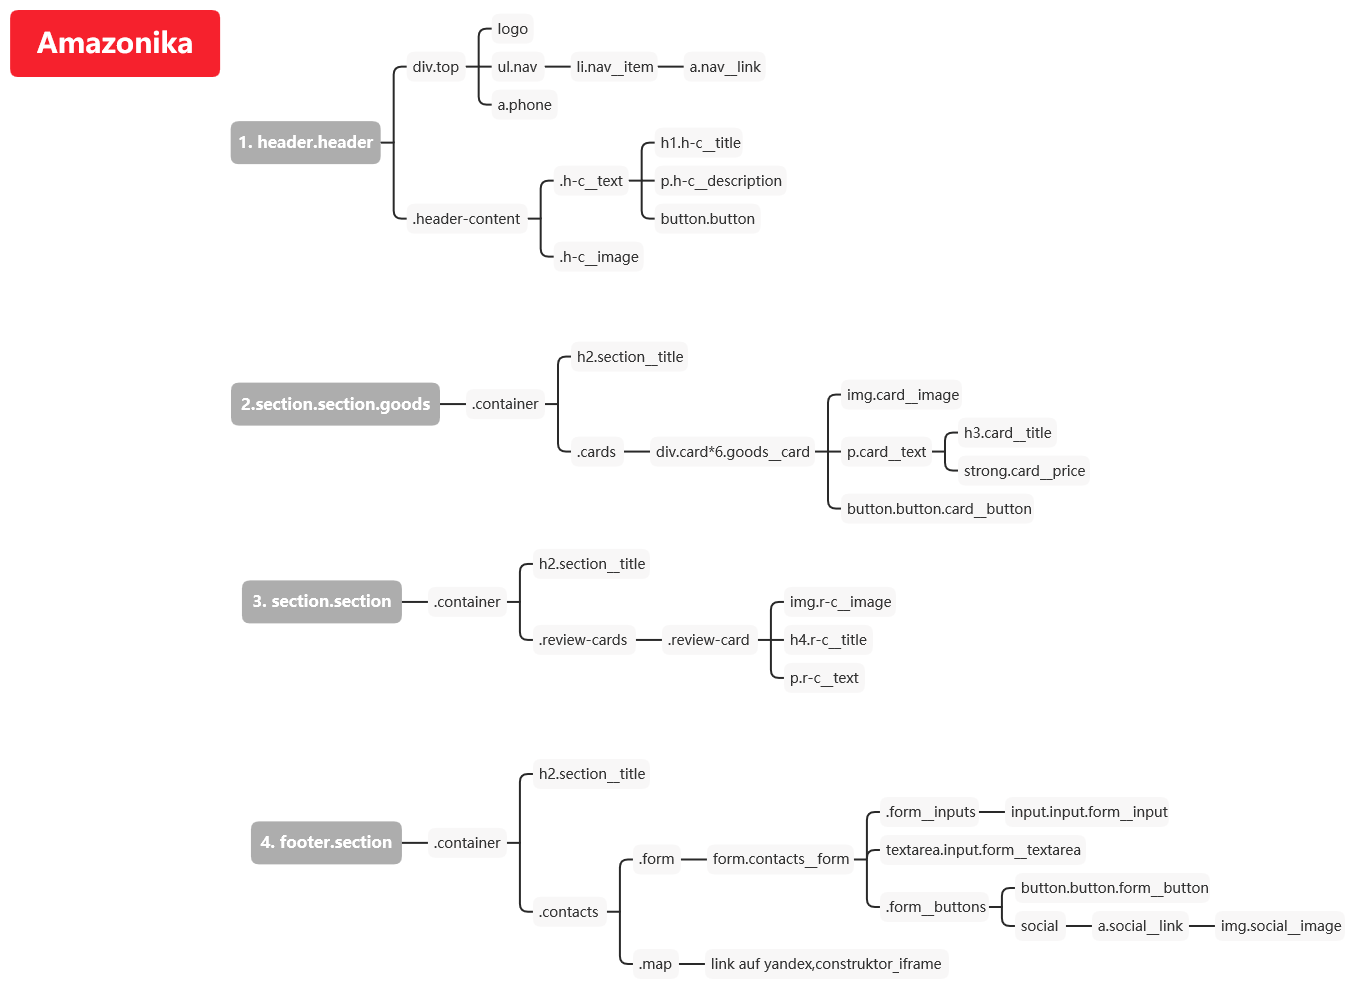 Amazonika
1. header.header
div.top
logo
ul.nav
li.nav__item
a.nav__link
a.phone
.header-content
.h-c__text
h1.h-c__title
p.h-c__description
button.button
.h-c__image
2.section.section.goods
.container
h2.section__title
.cards
div.card*6.goods__card
img.card__image
p.card__text
h3.card__title
strong.card__price
button.button.card__button
3. section.section
.container
h2.section__title
.review-cards
.review-card
img.r-c__image
h4.r-c__title
p.r-c__text
4. footer.section
.container
h2.section__title
.contacts
.form
form.contacts__form
.form__inputs
input.input.form__input
textarea.input.form__textarea
.form__buttons
button.button.form__button
social
a.social__link
img.social__image
.map
link auf yandex,construktor_iframe